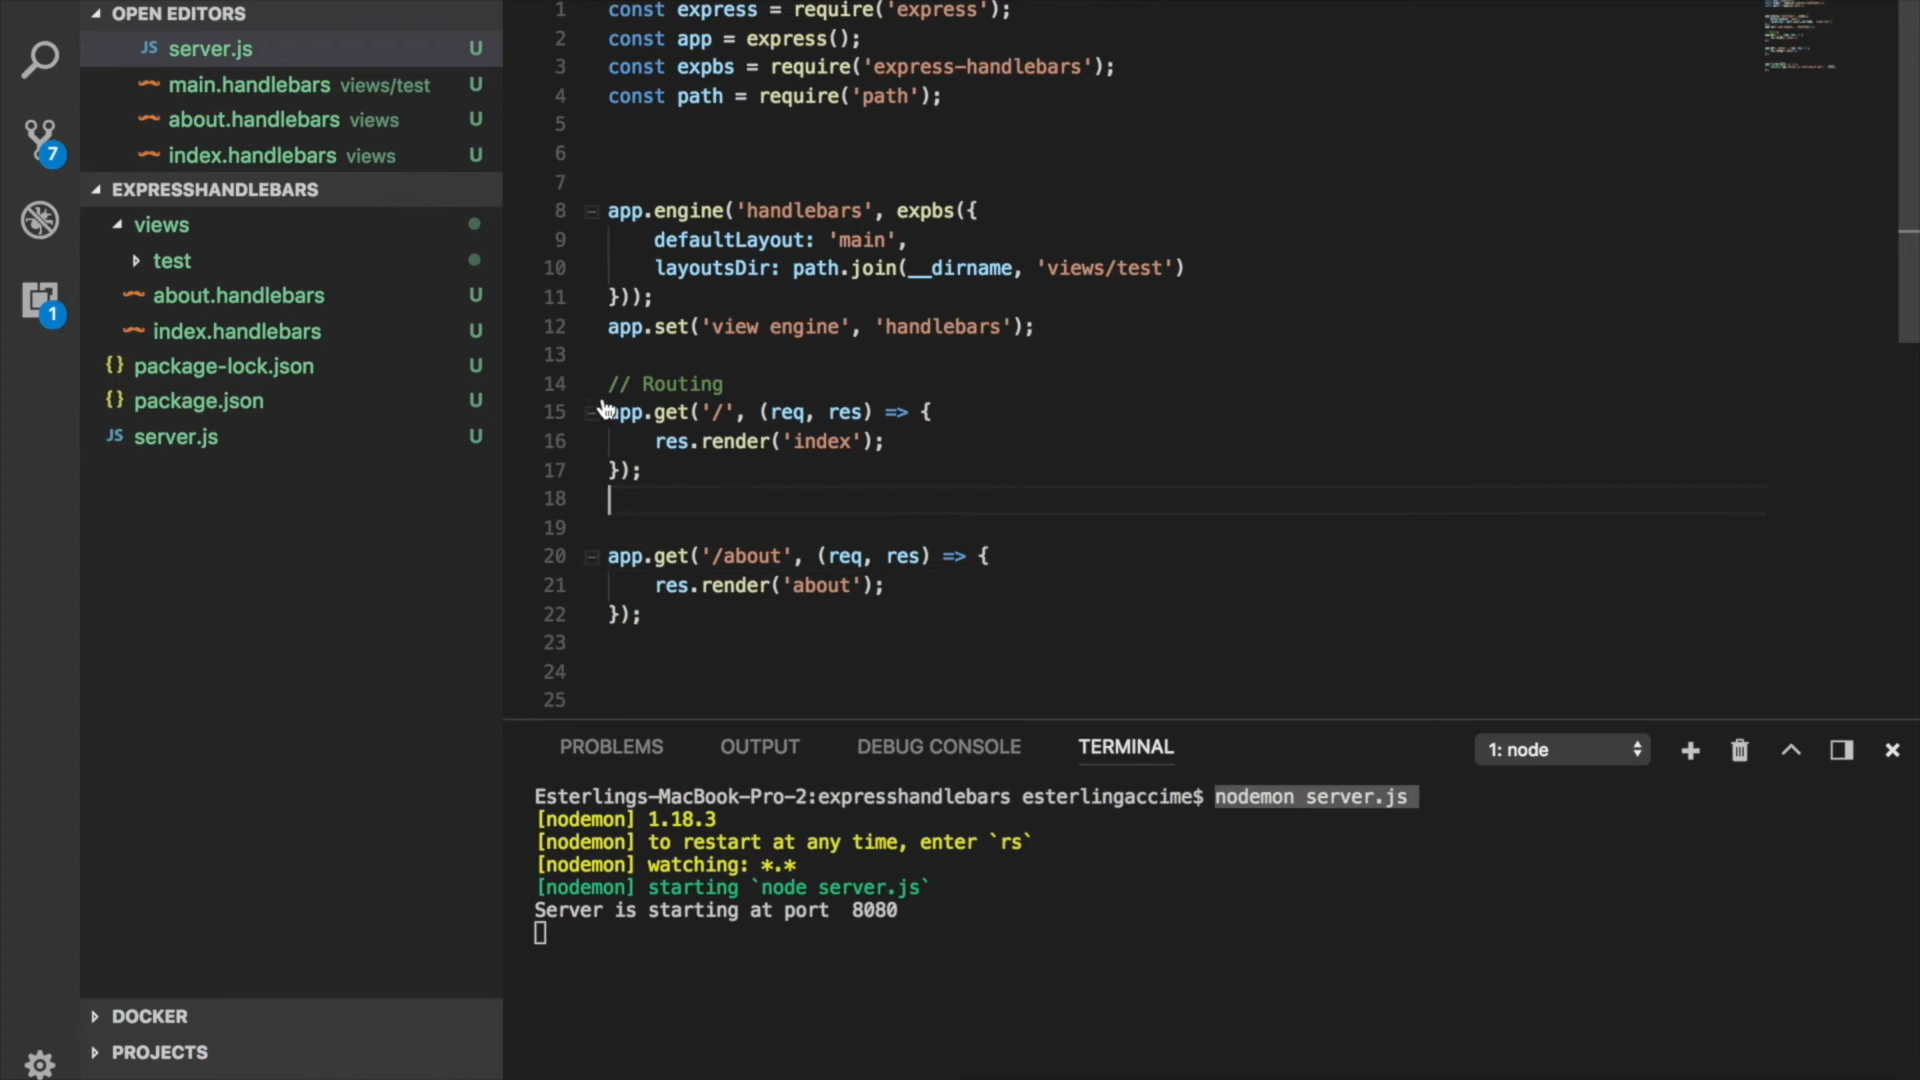 OPEN EDITORS
JS server.js U
main.handlebars views/test U
about.handlebars views U
index.handlebars views U
EXPRESSHANDLEBARS
views
test
about.handlebars U
index.handlebars U
{} package-lock.json U
{} package.json U
JS server.js U
DOCKER
PROJECTS
7
1
1 const express = require('express');
2 const app = express();
3 const expbs = require('express-handlebars');
4 const path = require('path');
5
6
7
8 app.engine('handlebars', expbs({
9 defaultLayout: 'main',
10 layoutsDir: path.join(__dirname, 'views/test')
11 }));
12 app.set('view engine', 'handlebars');
13
14 // Routing
15 app.get('/', (req, res) => {
16 res.render('index');
17 });
18
19
20 app.get('/about', (req, res) => {
21 res.render('about');
22 });
23
24
25
PROBLEMS OUTPUT DEBUG CONSOLE TERMINAL 1: node
Esterlings-MacBook-Pro-2:expresshandlebars esterlingaccime$ nodemon server.js
[nodemon] 1.18.3
[nodemon] to restart at any time, enter `rs`
[nodemon] watching: *.*
[nodemon] starting `node server.js`
Server is starting at port  8080